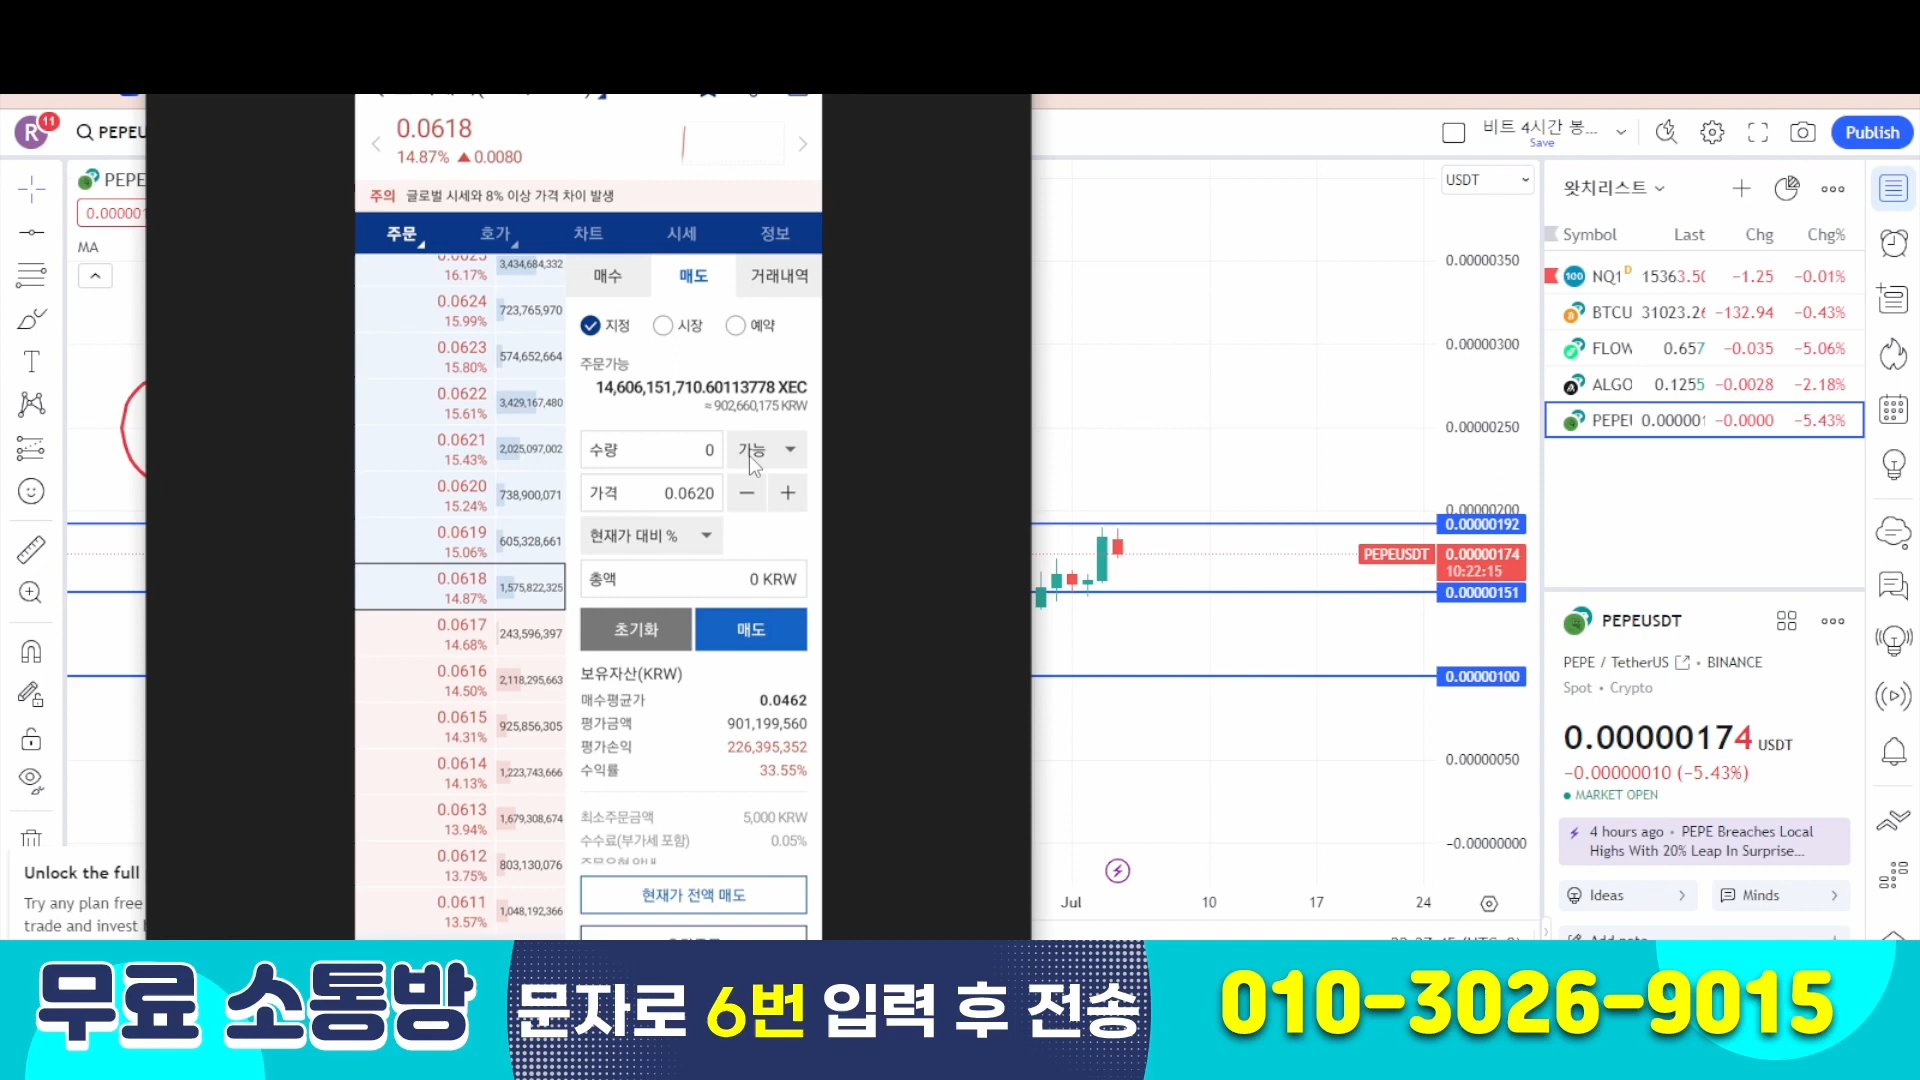 R
11
PEPEU
비트 4시간 봉...
Save
Publish
PEPE
0.000001
MA
0.0618
14.87% ▲0.0080
주의 글로벌 시세와 8% 이상 가격 차이 발생
주문 호가 차트 시세 정보
매수 매도 거래내역
16.17% 3,434,684,332
0.0624
15.99% 723,765,970
0.0623
15.80% 574,652,664
0.0622
15.61% 3,429,167,480
0.0621
15.43% 2,025,097,002
0.0620
15.24% 738,900,071
0.0619
15.06% 605,328,661
0.0618
14.87% 1,575,822,325
0.0617
14.68% 243,596,397
0.0616
14.50% 2,118,295,663
0.0615
14.31% 925,856,305
0.0614
14.13% 1,223,743,666
0.0613
13.94% 1,679,308,674
0.0612
13.75% 803,130,076
0.0611
13.57% 1,048,192,366
지정 시장 예약
주문가능
14,606,151,710.60113778 XEC
≈ 902,660,175 KRW
수량 0 가능
가격 0.0620 − +
현재가 대비 %
총액 0 KRW
초기화 매도
보유자산(KRW)
매수평균가 0.0462
평가금액 901,199,560
평가손익 226,395,352
수익률 33.55%
최소주문금액 5,000 KRW
수수료(부가세 포함) 0.05%
현재가 전액 매도
Unlock the full
Try any plan free
trade and invest
USDT
0.00000350
0.00000300
0.00000250
0.00000200
0.00000192
PEPEUSDT 0.00000174
10:22:15
0.00000151
0.00000100
0.00000050
−0.00000000
Jul 10 17 24
왓치리스트
Symbol Last Chg Chg%
100 NQ1 D 15363.50 −1.25 −0.01%
BTCU 31023.26 −132.94 −0.43%
FLOW 0.657 −0.035 −5.06%
ALGO 0.1255 −0.0028 −2.18%
PEPEU 0.000001 −0.0000 −5.43%
PEPEUSDT
PEPE / TetherUS • BINANCE
Spot • Crypto
0.00000174 USDT
−0.00000010 (−5.43%)
MARKET OPEN
4 hours ago • PEPE Breaches Local
Highs With 20% Leap In Surprise...
Ideas Minds
Add note
무료 소통방
문자로 6번 입력 후 전송
010-3026-9015